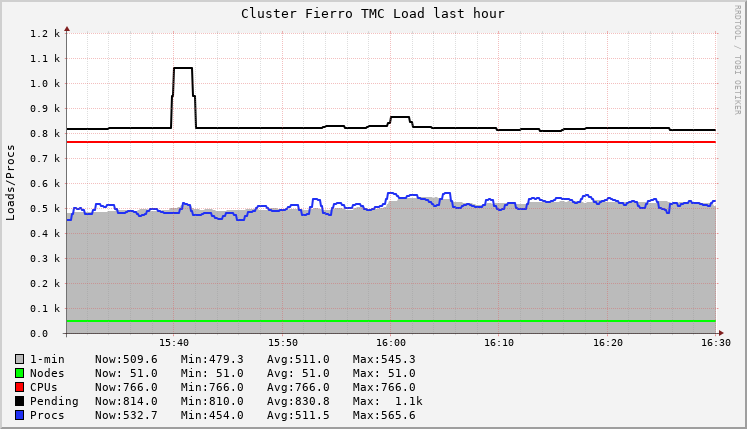 Cluster Fierro TMC Load last hour
RRDTOOL / TOBI OETIKER
Loads/Procs
1.2 k
1.1 k
1.0 k
0.9 k
0.8 k
0.7 k
0.6 k
0.5 k
0.4 k
0.3 k
0.2 k
0.1 k
0.0
15:40 15:50 16:00 16:10 16:20 16:30
1-min Now:509.6 Min:479.3 Avg:511.0 Max:545.3
Nodes Now: 51.0 Min: 51.0 Avg: 51.0 Max: 51.0
CPUs Now:766.0 Min:766.0 Avg:766.0 Max:766.0
Pending Now:814.0 Min:810.0 Avg:830.8 Max: 1.1k
Procs Now:532.7 Min:454.0 Avg:511.5 Max:565.6